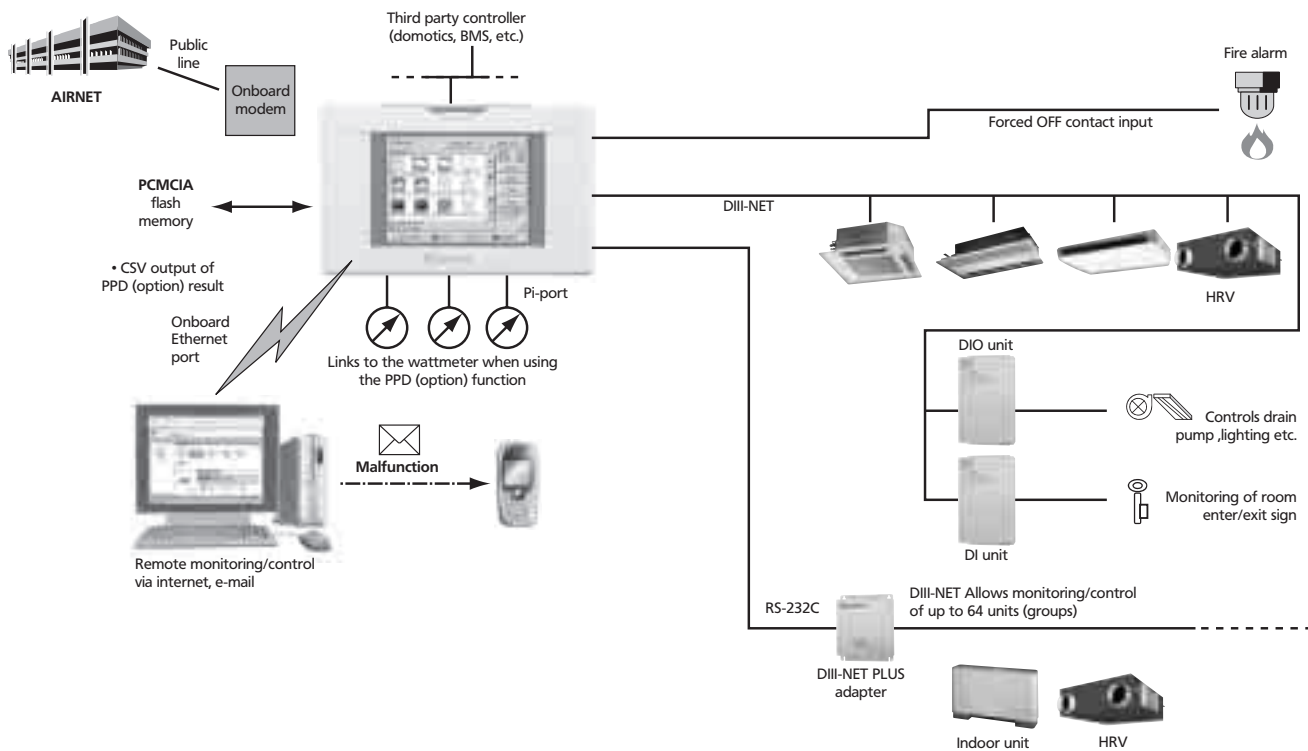 Third party controller
(domotics, BMS, etc.)
Public
line
AIRNET
Onboard
modem
Fire alarm
Forced OFF contact input
PCMCIA
flash
memory
DIII-NET
• CSV output of
PPD (option) result
Pi-port
HRV
Onboard
Ethernet
port
Links to the wattmeter when using
the PPD (option) function
DIO unit
Controls drain
pump ,lighting etc.
Malfunction
Monitoring of room
enter/exit sign
DI unit
Remote monitoring/control
via internet, e-mail
RS-232C
DIII-NET Allows monitoring/control
of up to 64 units (groups)
DIII-NET PLUS
adapter
Indoor unit
HRV